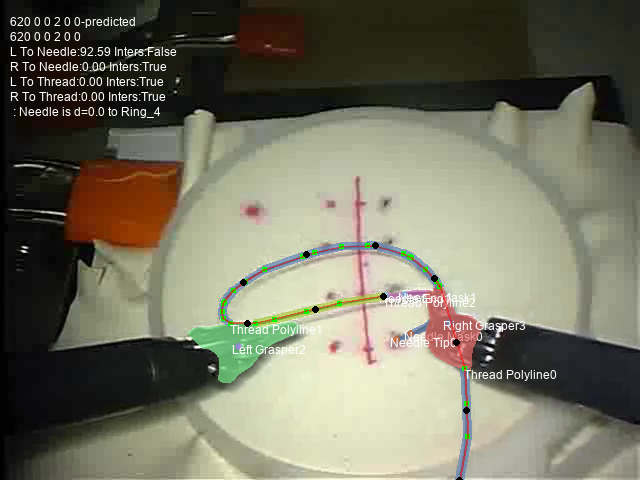 620 0 0 2 0 0-predicted
620 0 0 2 0 0
L To Needle:92.59 Inters:False
R To Needle:0.00 Inters:True
L To Thread:0.00 Inters:True
R To Thread:0.00 Inters:True
: Needle is d=0.0 to Ring_4
Thread Polyline2
Thread Polyline1
Right Grasper3
Needle Tip
Left Grasper2
Thread Polyline0